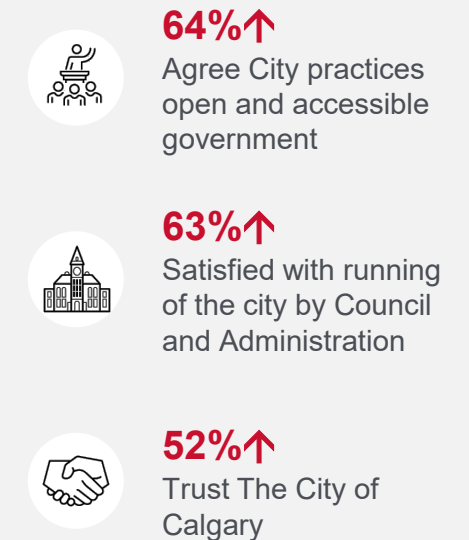 64%↑
Agree City practices
open and accessible
government
63%↑
Satisfied with running
of the city by Council
and Administration
52%↑
Trust The City of
Calgary